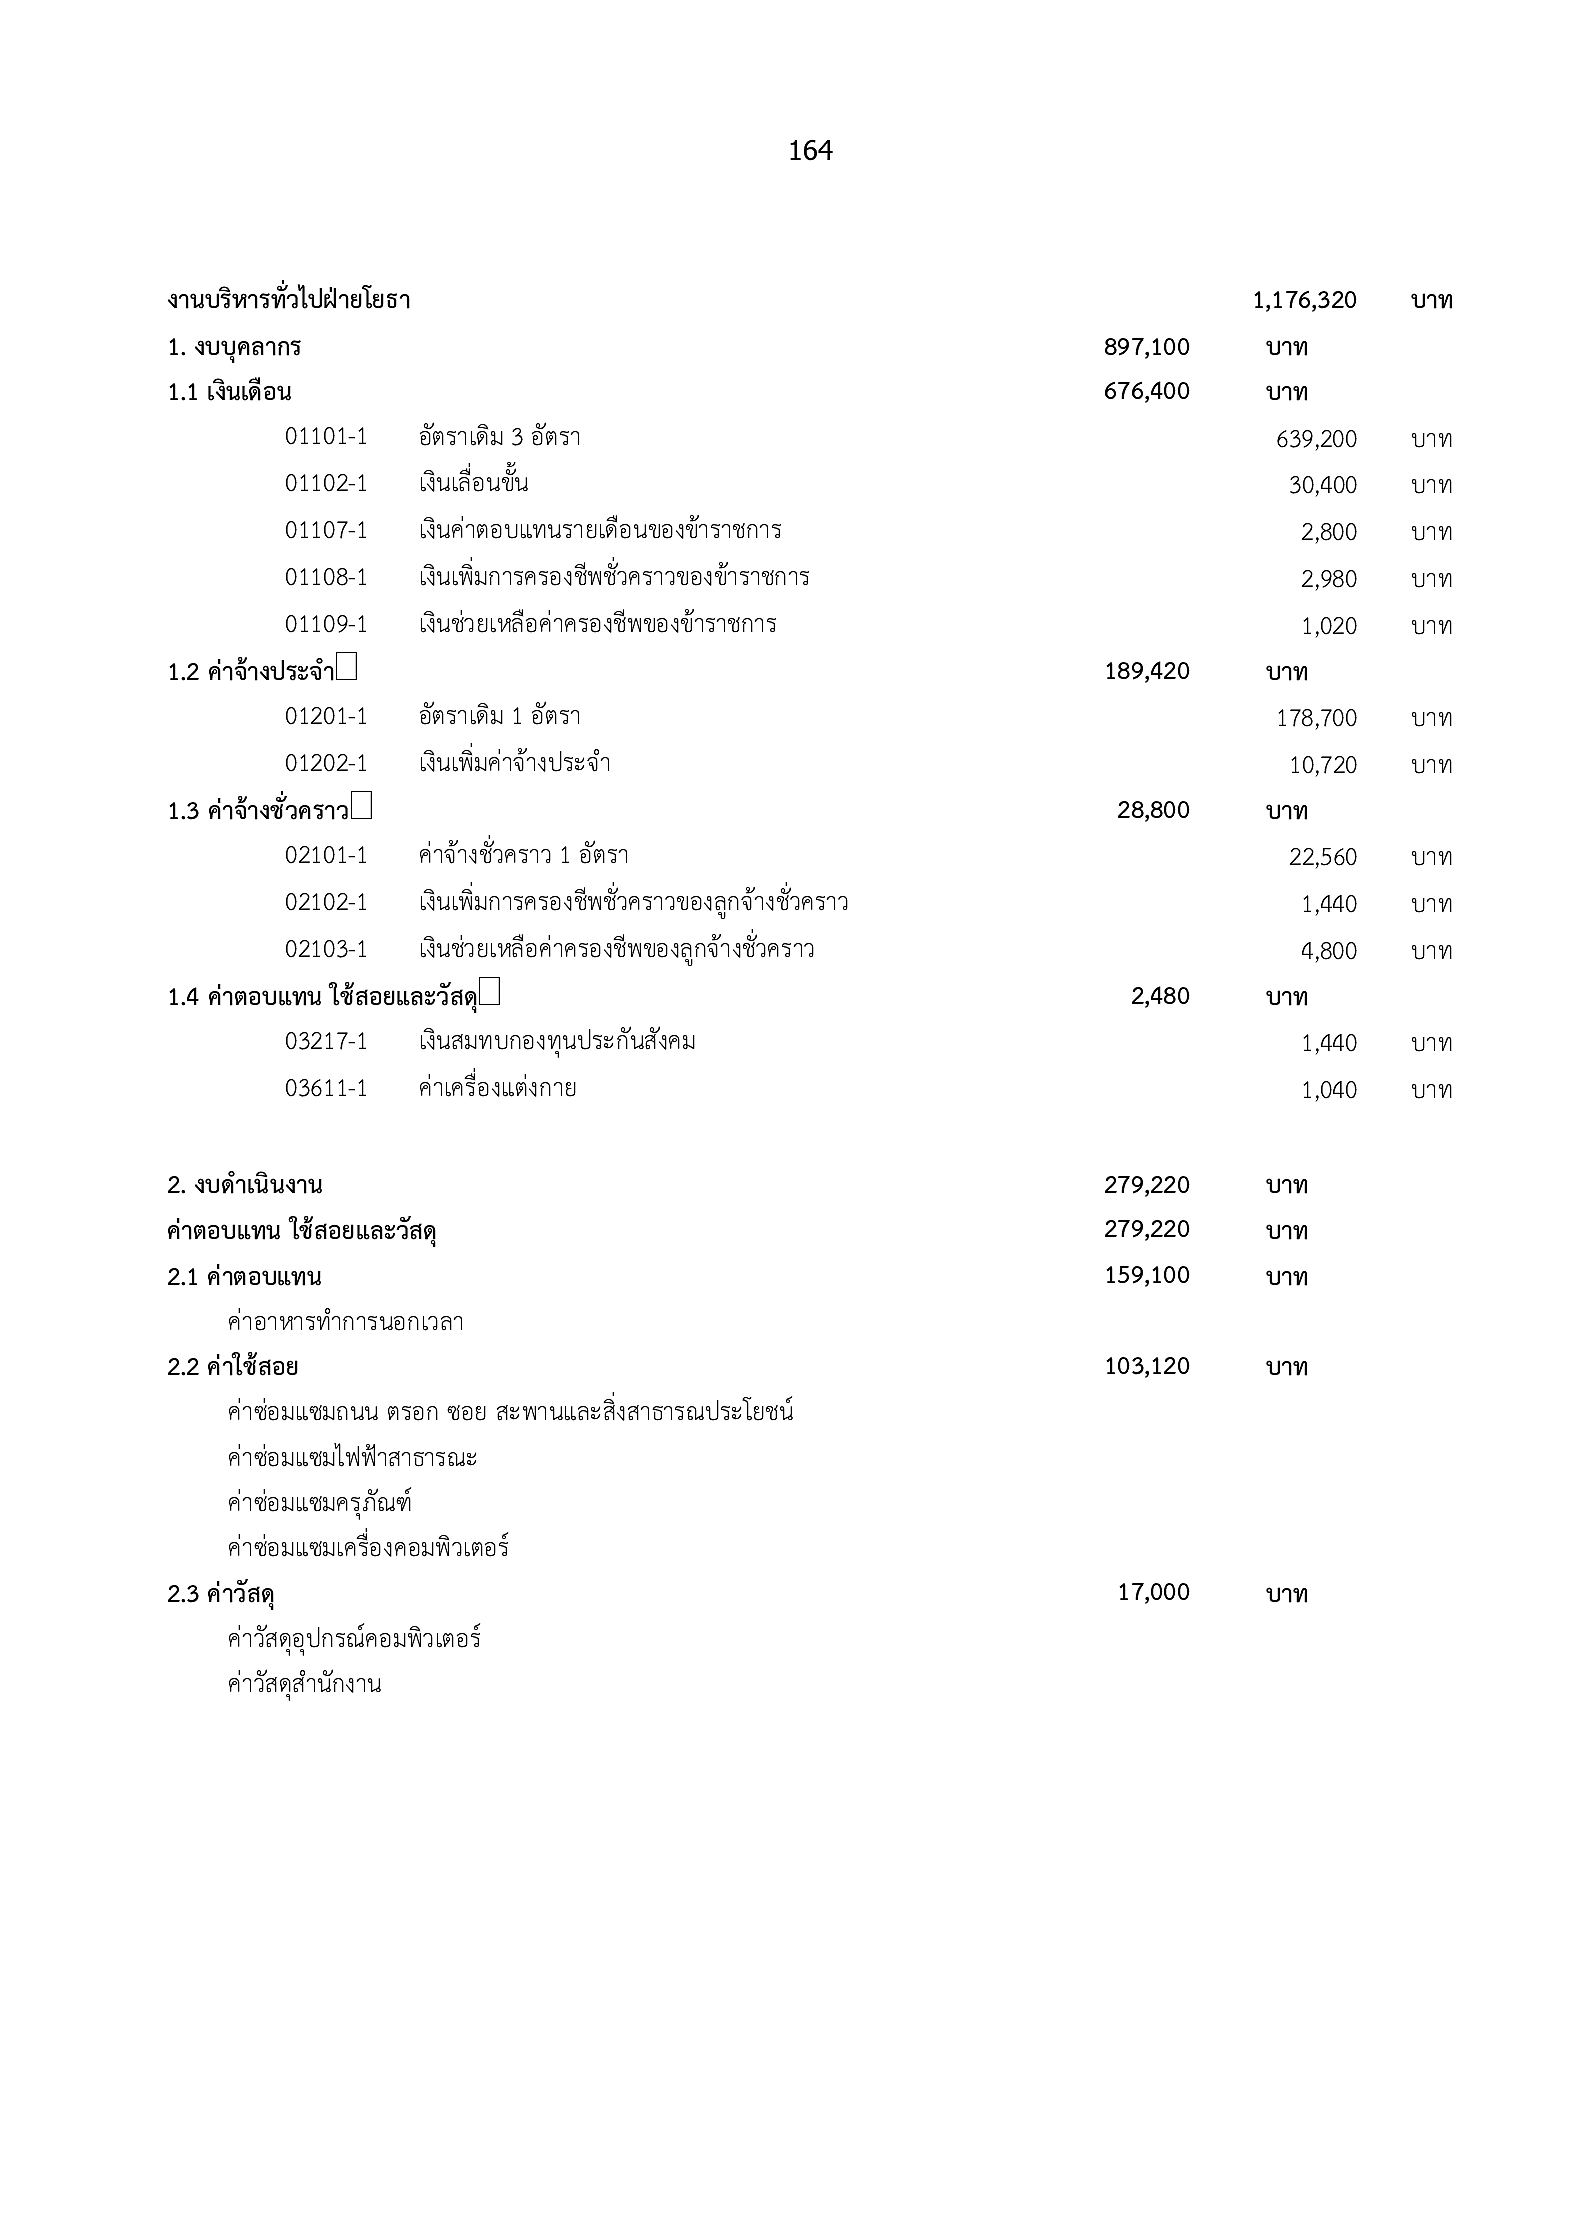 164
งานบริหารทั่วไปฝ่ายโยธา 1,176,320 บาท
1. งบบุคลากร 897,100 บาท
1.1 เงินเดือน 676,400 บาท
01101-1 อัตราเดิม 3 อัตรา 639,200 บาท
01102-1 เงินเลื่อนขั้น 30,400 บาท
01107-1 เงินค่าตอบแทนรายเดือนของข้าราชการ 2,800 บาท
01108-1 เงินเพิ่มการครองชีพชั่วคราวของข้าราชการ 2,980 บาท
01109-1 เงินช่วยเหลือค่าครองชีพของข้าราชการ 1,020 บาท
1.2 ค่าจ้างประจำ 189,420 บาท
01201-1 อัตราเดิม 1 อัตรา 178,700 บาท
01202-1 เงินเพิ่มค่าจ้างประจำ 10,720 บาท
1.3 ค่าจ้างชั่วคราว 28,800 บาท
02101-1 ค่าจ้างชั่วคราว 1 อัตรา 22,560 บาท
02102-1 เงินเพิ่มการครองชีพชั่วคราวของลูกจ้างชั่วคราว 1,440 บาท
02103-1 เงินช่วยเหลือค่าครองชีพของลูกจ้างชั่วคราว 4,800 บาท
1.4 ค่าตอบแทน ใช้สอยและวัสดุ 2,480 บาท
03217-1 เงินสมทบกองทุนประกันสังคม 1,440 บาท
03611-1 ค่าเครื่องแต่งกาย 1,040 บาท
2. งบดำเนินงาน 279,220 บาท
ค่าตอบแทน ใช้สอยและวัสดุ 279,220 บาท
2.1 ค่าตอบแทน 159,100 บาท
ค่าอาหารทำการนอกเวลา
2.2 ค่าใช้สอย 103,120 บาท
ค่าซ่อมแซมถนน ตรอก ซอย สะพานและสิ่งสาธารณประโยชน์
ค่าซ่อมแซมไฟฟ้าสาธารณะ
ค่าซ่อมแซมครุภัณฑ์
ค่าซ่อมแซมเครื่องคอมพิวเตอร์
2.3 ค่าวัสดุ 17,000 บาท
ค่าวัสดุอุปกรณ์คอมพิวเตอร์
ค่าวัสดุสำนักงาน